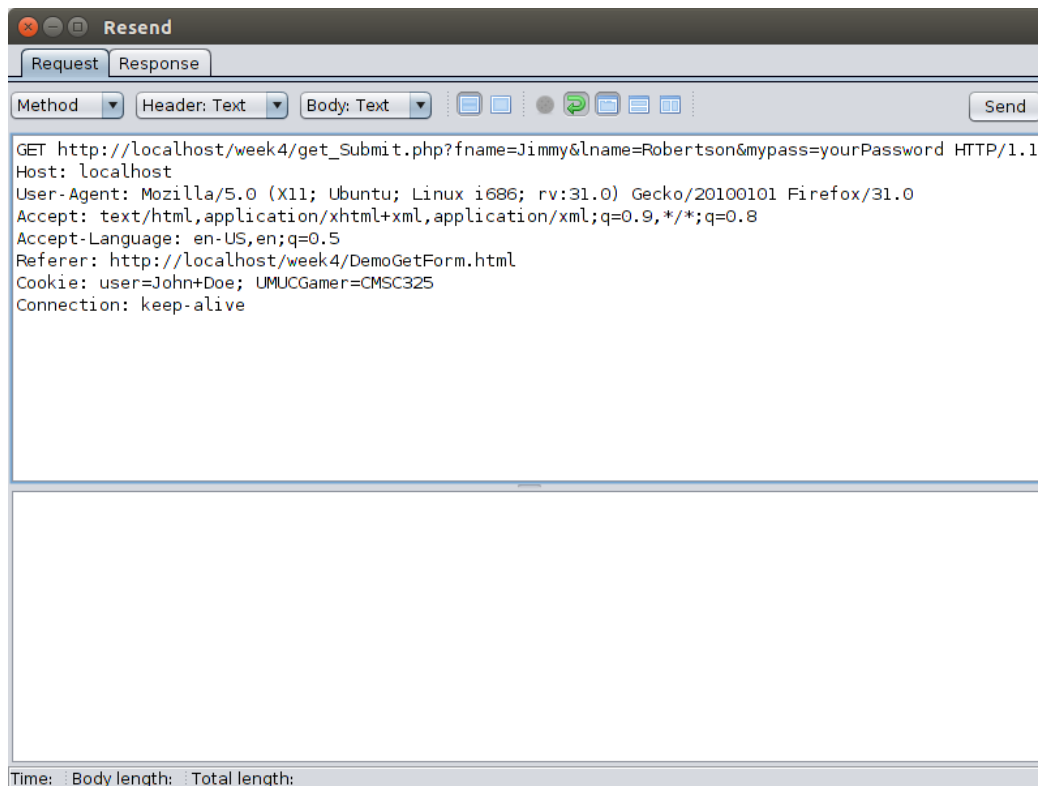 Resend
Request Response
Method Header: Text Body: Text Send
GET http://localhost/week4/get_Submit.php?fname=Jimmy&lname=Robertson&mypass=yourPassword HTTP/1.1
Host: localhost
User-Agent: Mozilla/5.0 (X11; Ubuntu; Linux i686; rv:31.0) Gecko/20100101 Firefox/31.0
Accept: text/html,application/xhtml+xml,application/xml;q=0.9,*/*;q=0.8
Accept-Language: en-US,en;q=0.5
Referer: http://localhost/week4/DemoGetForm.html
Cookie: user=John+Doe; UMUCGamer=CMSC325
Connection: keep-alive
Time: Body length: Total length: